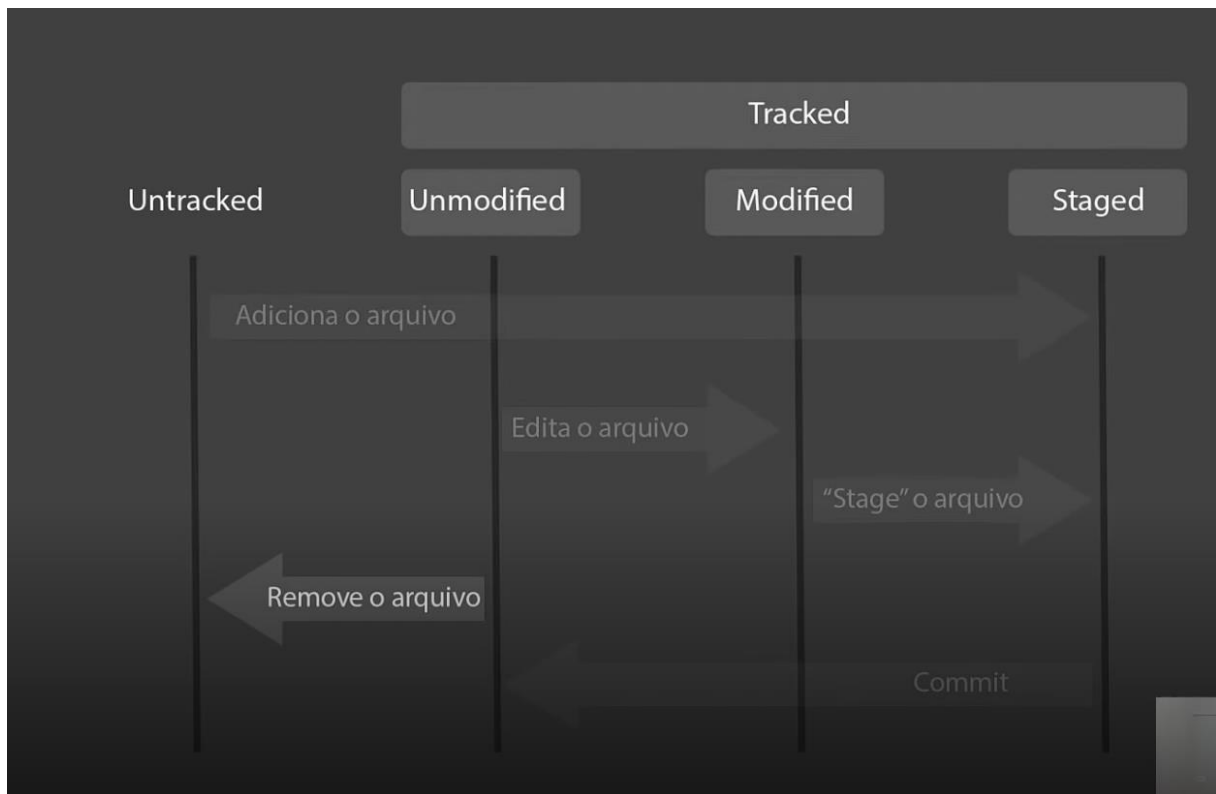 Tracked
Untracked
Unmodified
Modified
Staged
Adiciona o arquivo
Edita o arquivo
“Stage” o arquivo
Remove o arquivo
Commit